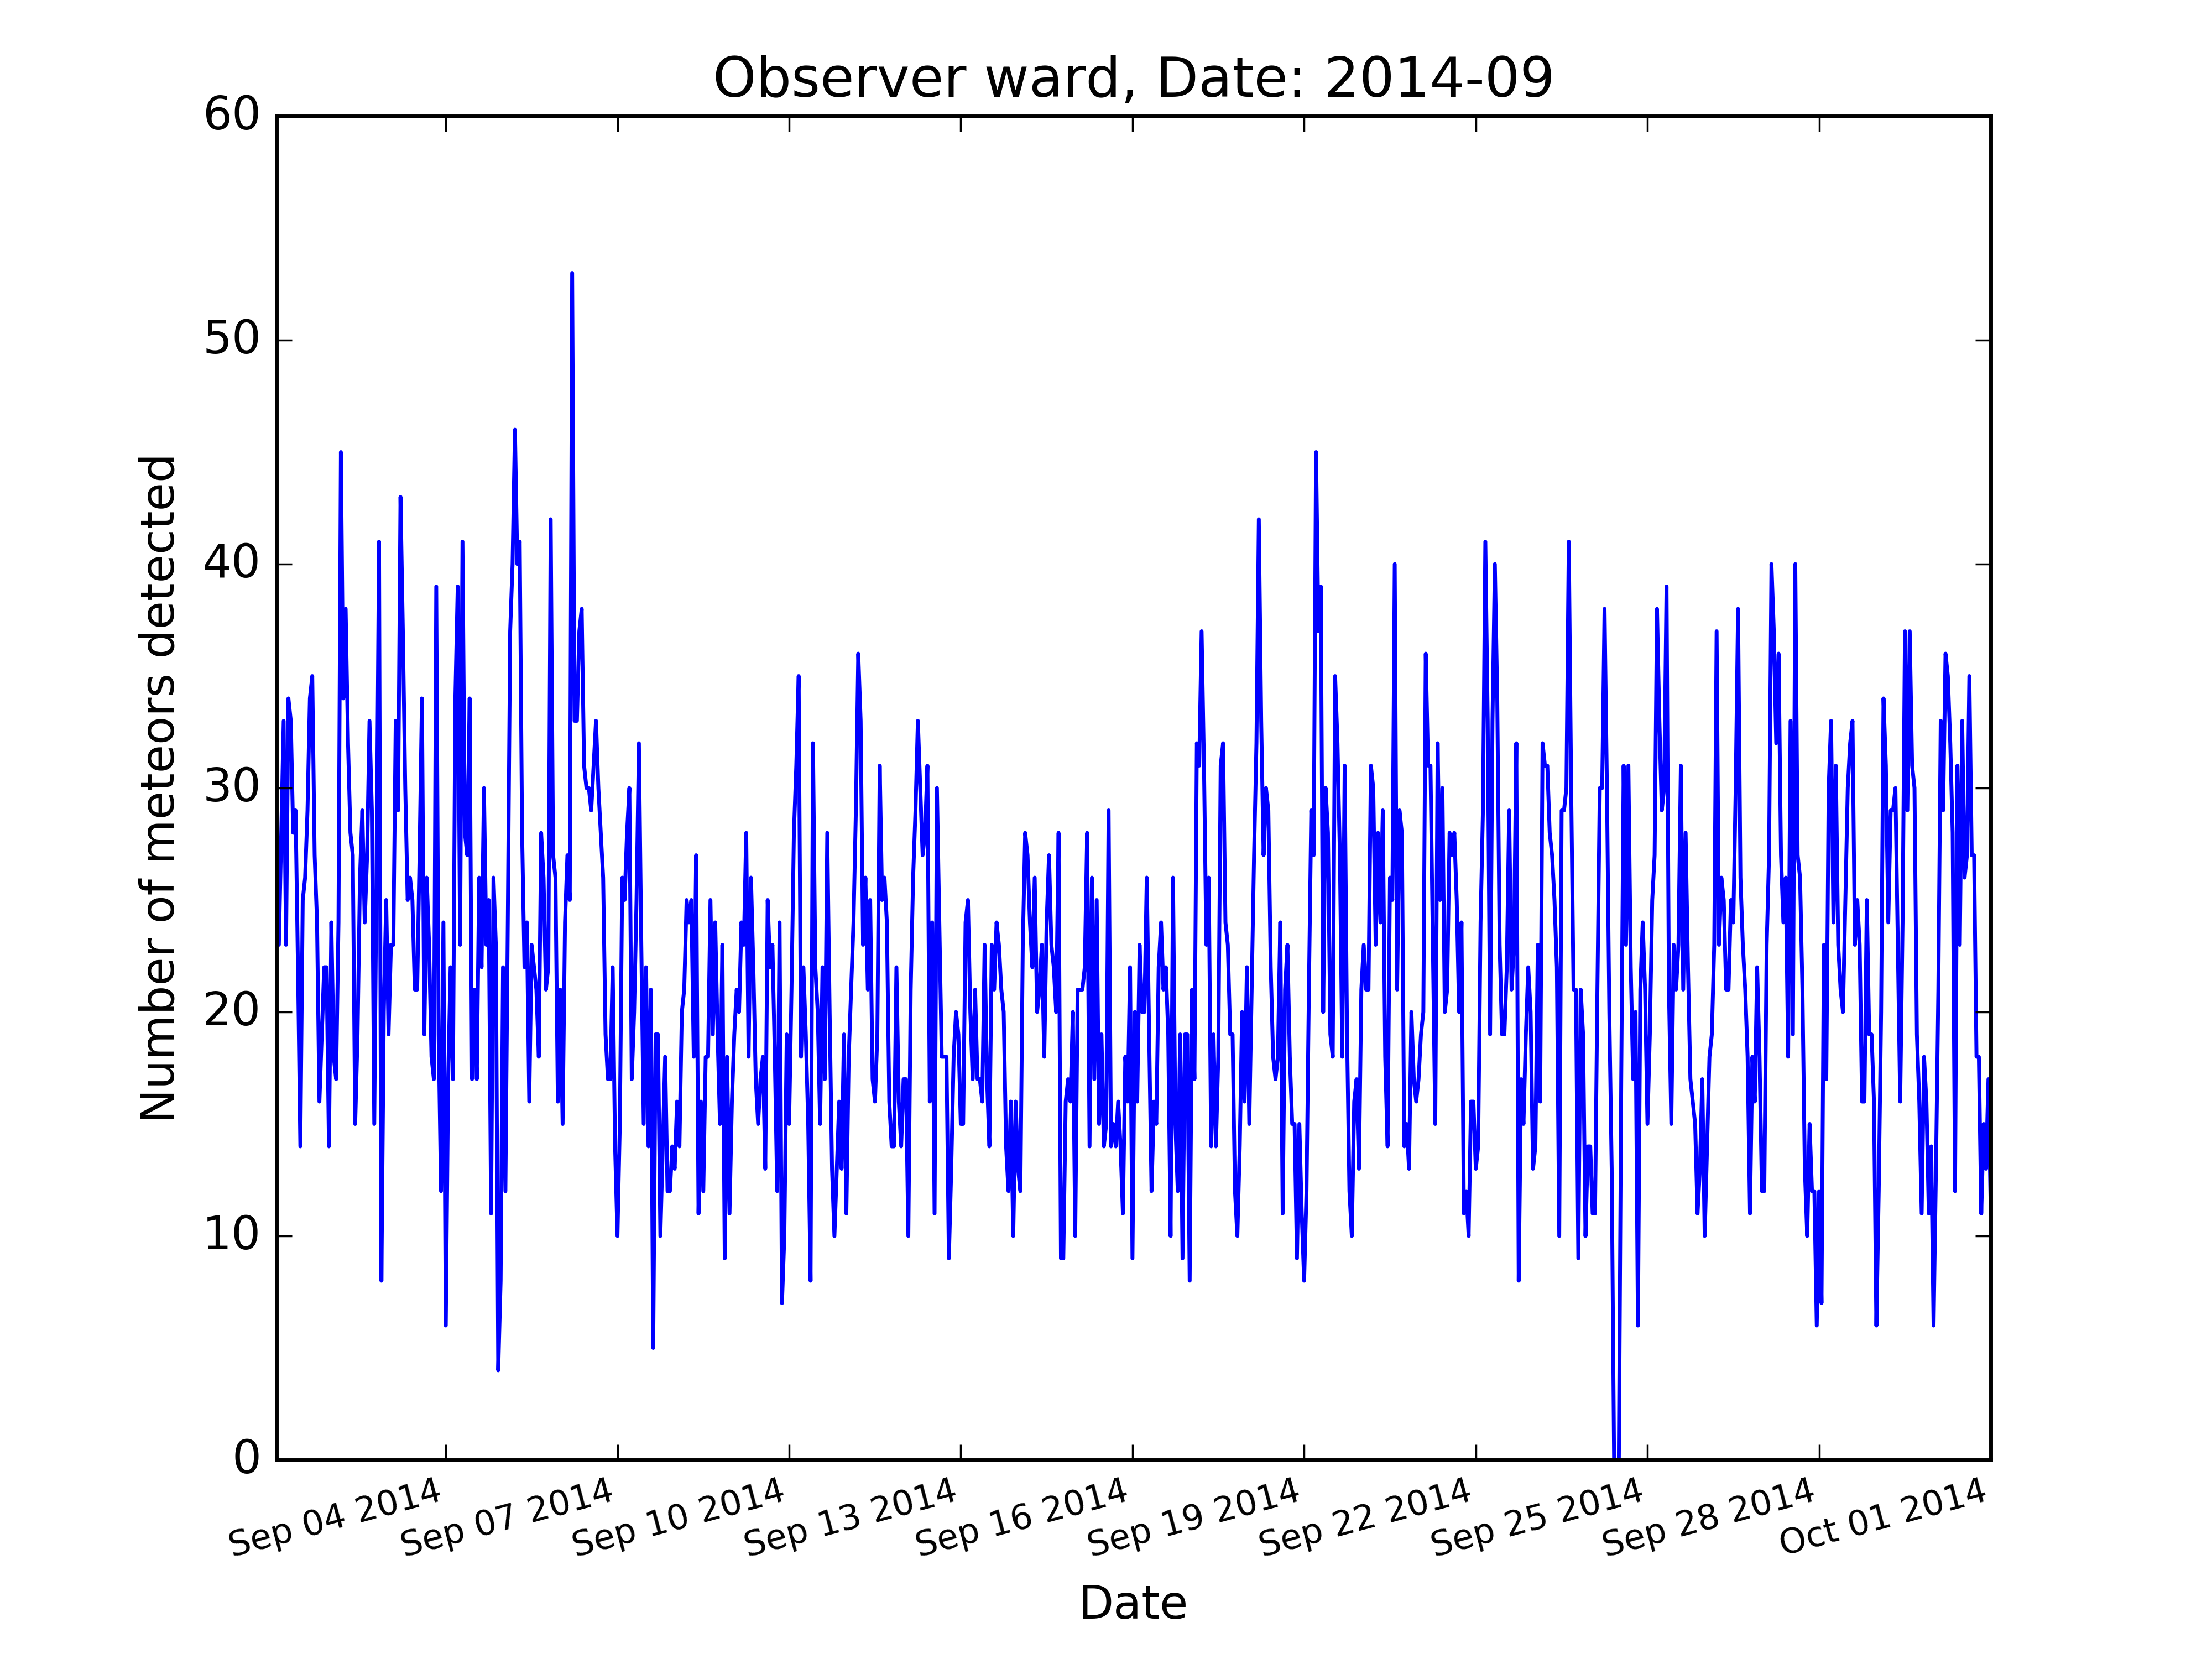 Observer ward, Date: 2014-09
60
50
40
30
20
10
0
Number of meteors detected
Sep 04 2014
Sep 07 2014
Sep 10 2014
Sep 13 2014
Sep 16 2014
Sep 19 2014
Sep 22 2014
Sep 25 2014
Sep 28 2014
Oct 01 2014
Date